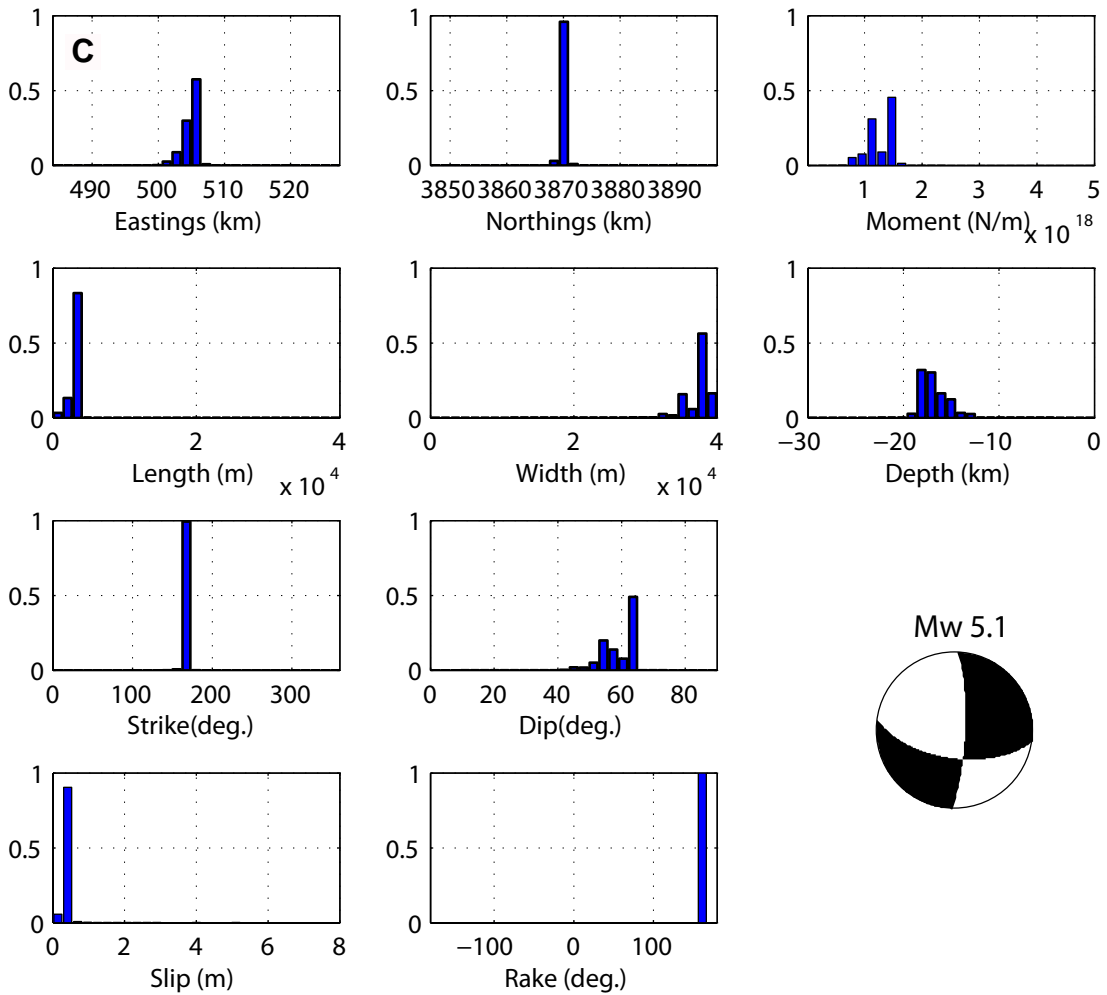 C
1 1 1
0.5 0.5 0.5
0 0 0
490 500 510 520 3850 3860 3870 3880 3890 1 2 3 4 5
Eastings (km) Northings (km) Moment (N/m)
x 10 18
1 1 1
0.5 0.5 0.5
0 0 0
0 2 4 0 2 4 −30 −20 −10 0
Length (m) Width (m) Depth (km)
x 10 4 x 10 4
1 1
0.5 0.5
0 0
0 100 200 300 0 20 40 60 80
Strike(deg.) Dip(deg.)
Mw 5.1
1 1
0.5 0.5
0 0
0 2 4 6 8 −100 0 100
Slip (m) Rake (deg.)